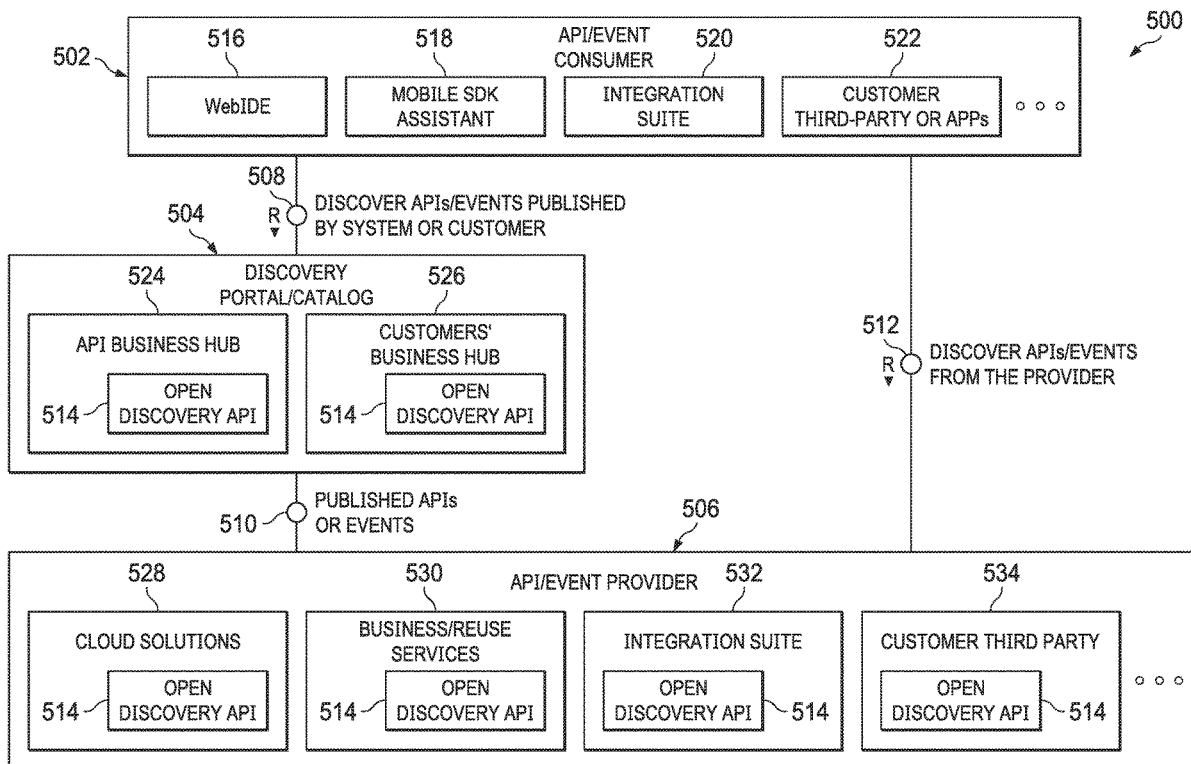 500
502
516
518
API/EVENT
CONSUMER
520
522
WebIDE
MOBILE SDK
ASSISTANT
INTEGRATION
SUITE
CUSTOMER
THIRD-PARTY OR APPs
508
R
DISCOVER APIs/EVENTS PUBLISHED
BY SYSTEM OR CUSTOMER
504
524
DISCOVERY
PORTAL/CATALOG
526
API BUSINESS HUB
514
OPEN
DISCOVERY API
CUSTOMERS'
BUSINESS HUB
514
OPEN
DISCOVERY API
512
R
DISCOVER APIs/EVENTS
FROM THE PROVIDER
510
PUBLISHED APIs
OR EVENTS
506
528
530
API/EVENT PROVIDER
532
534
CLOUD SOLUTIONS
514
OPEN
DISCOVERY API
BUSINESS/REUSE
SERVICES
514
OPEN
DISCOVERY API
INTEGRATION SUITE
OPEN
DISCOVERY API
514
CUSTOMER THIRD PARTY
OPEN
DISCOVERY API
514